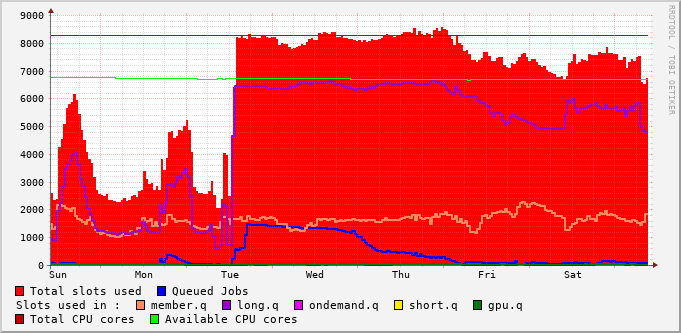 RRDTOOL / TOBI OETIKER
9000
8000
7000
6000
5000
4000
3000
2000
1000
0
Sun Mon Tue Wed Thu Fri Sat
Total slots used Queued Jobs
Slots used in : member.q long.q ondemand.q short.q gpu.q
Total CPU cores Available CPU cores